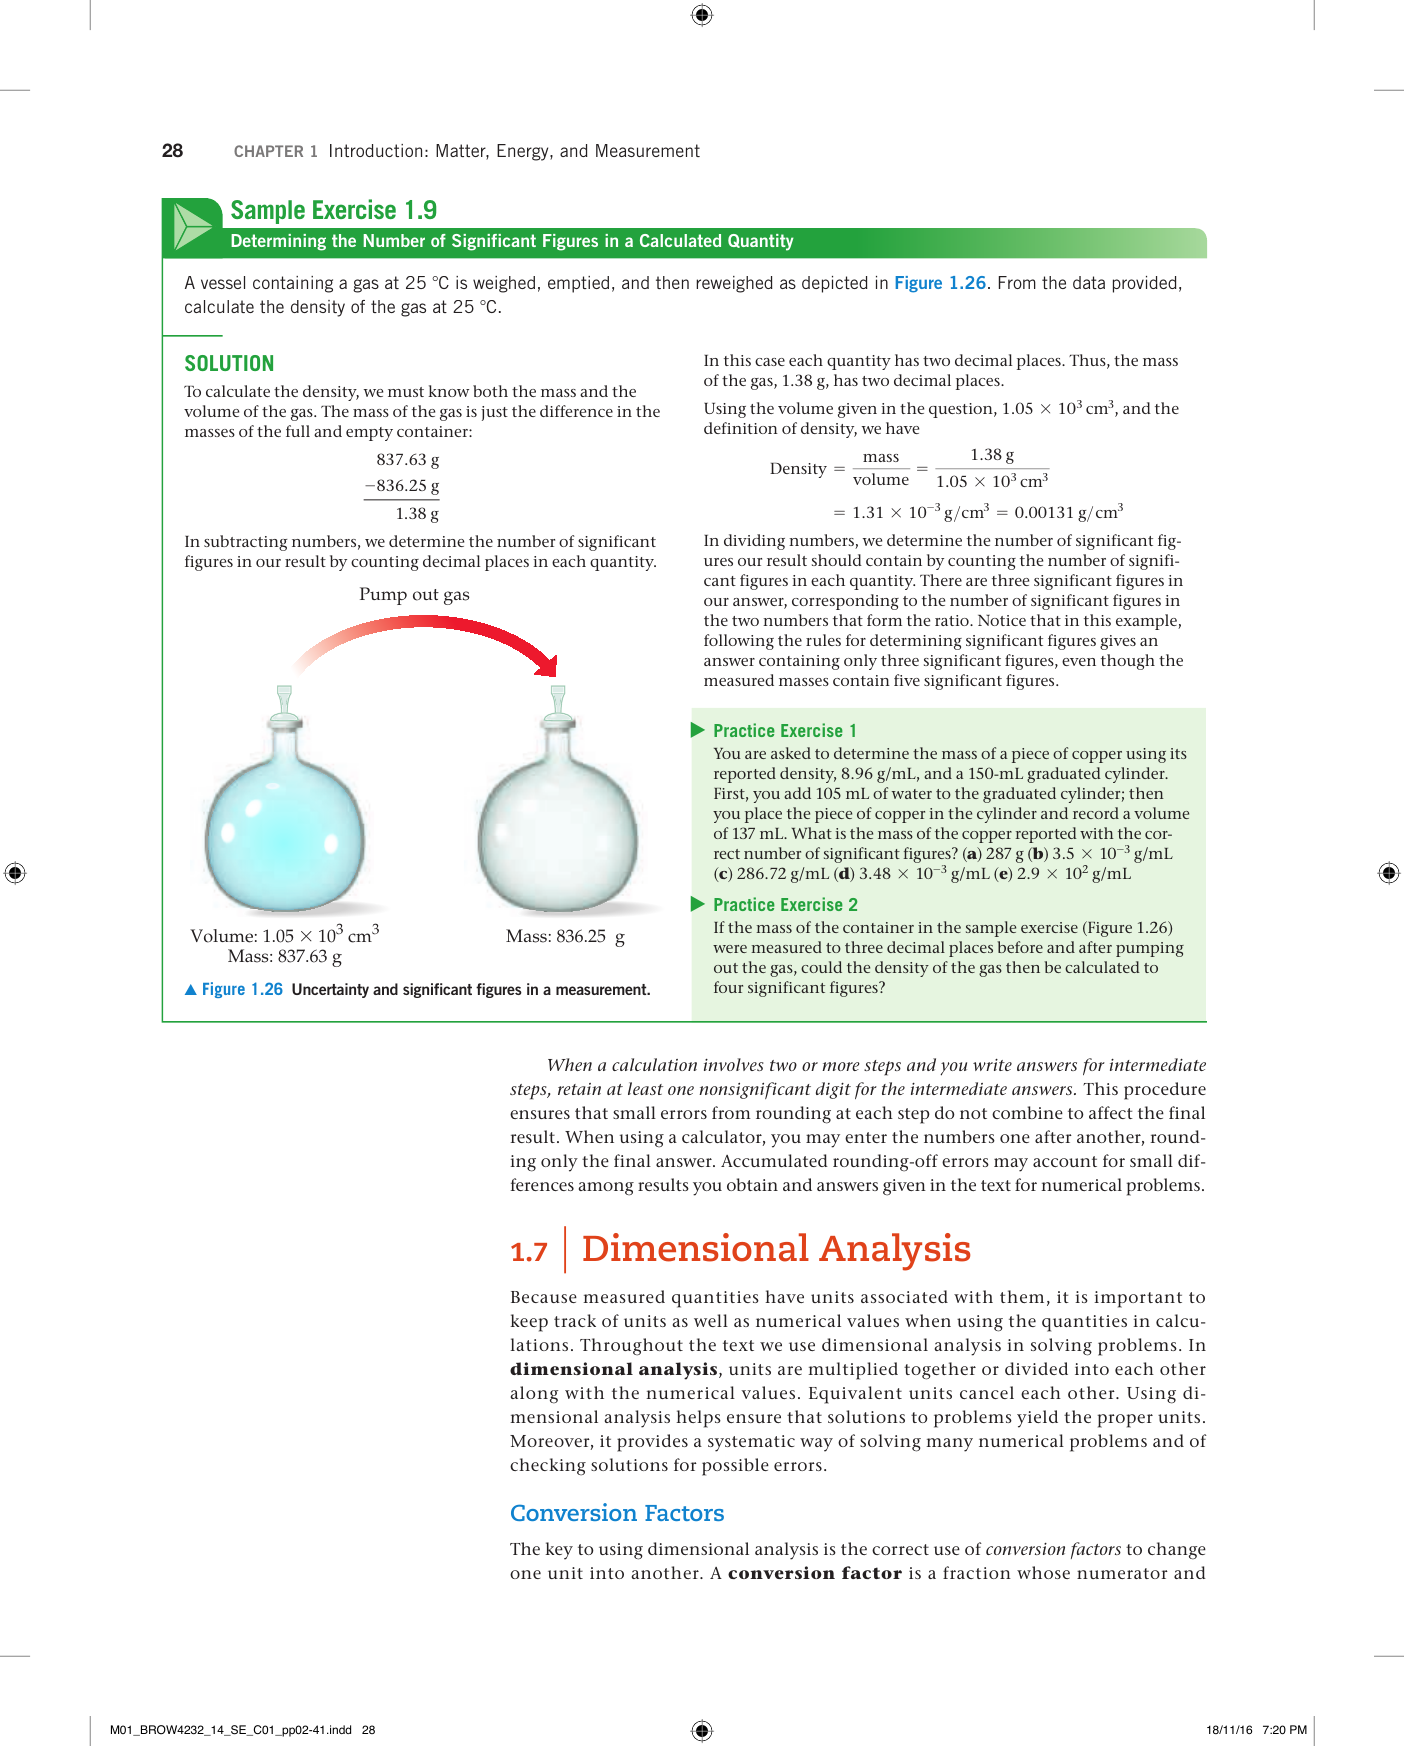 28 CHAPTER 1 Introduction: Matter, Energy, and Measurement
Sample Exercise 1.9
Determining the Number of Significant Figures in a Calculated Quantity
A vessel containing a gas at 25 °C is weighed, emptied, and then reweighed as depicted in Figure 1.26. From the data provided,
calculate the density of the gas at 25 °C.
SOLUTION
To calculate the density, we must know both the mass and the
volume of the gas. The mass of the gas is just the difference in the
masses of the full and empty container:
837.63 g
−836.25 g
1.38 g
In subtracting numbers, we determine the number of significant
figures in our result by counting decimal places in each quantity.
Pump out gas
Volume: 1.05 × 10³ cm³
Mass: 837.63 g
Mass: 836.25 g
▲ Figure 1.26 Uncertainty and significant figures in a measurement.
In this case each quantity has two decimal places. Thus, the mass
of the gas, 1.38 g, has two decimal places.
Using the volume given in the question, 1.05 × 10³ cm³, and the
definition of density, we have
Density = mass / volume = 1.38 g / 1.05 × 10³ cm³
= 1.31 × 10⁻³ g/cm³ = 0.00131 g/cm³
In dividing numbers, we determine the number of significant fig-
ures our result should contain by counting the number of signifi-
cant figures in each quantity. There are three significant figures in
our answer, corresponding to the number of significant figures in
the two numbers that form the ratio. Notice that in this example,
following the rules for determining significant figures gives an
answer containing only three significant figures, even though the
measured masses contain five significant figures.
▶ Practice Exercise 1
You are asked to determine the mass of a piece of copper using its
reported density, 8.96 g/mL, and a 150-mL graduated cylinder.
First, you add 105 mL of water to the graduated cylinder; then
you place the piece of copper in the cylinder and record a volume
of 137 mL. What is the mass of the copper reported with the cor-
rect number of significant figures? (a) 287 g (b) 3.5 × 10⁻³ g/mL
(c) 286.72 g/mL (d) 3.48 × 10⁻³ g/mL (e) 2.9 × 10² g/mL
▶ Practice Exercise 2
If the mass of the container in the sample exercise (Figure 1.26)
were measured to three decimal places before and after pumping
out the gas, could the density of the gas then be calculated to
four significant figures?
When a calculation involves two or more steps and you write answers for intermediate
steps, retain at least one nonsignificant digit for the intermediate answers. This procedure
ensures that small errors from rounding at each step do not combine to affect the final
result. When using a calculator, you may enter the numbers one after another, round-
ing only the final answer. Accumulated rounding-off errors may account for small dif-
ferences among results you obtain and answers given in the text for numerical problems.
1.7 | Dimensional Analysis
Because measured quantities have units associated with them, it is important to
keep track of units as well as numerical values when using the quantities in calcu-
lations. Throughout the text we use dimensional analysis in solving problems. In
dimensional analysis, units are multiplied together or divided into each other
along with the numerical values. Equivalent units cancel each other. Using di-
mensional analysis helps ensure that solutions to problems yield the proper units.
Moreover, it provides a systematic way of solving many numerical problems and of
checking solutions for possible errors.
Conversion Factors
The key to using dimensional analysis is the correct use of conversion factors to change
one unit into another. A conversion factor is a fraction whose numerator and
M01_BROW4232_14_SE_C01_pp02-41.indd 28
18/11/16 7:20 PM